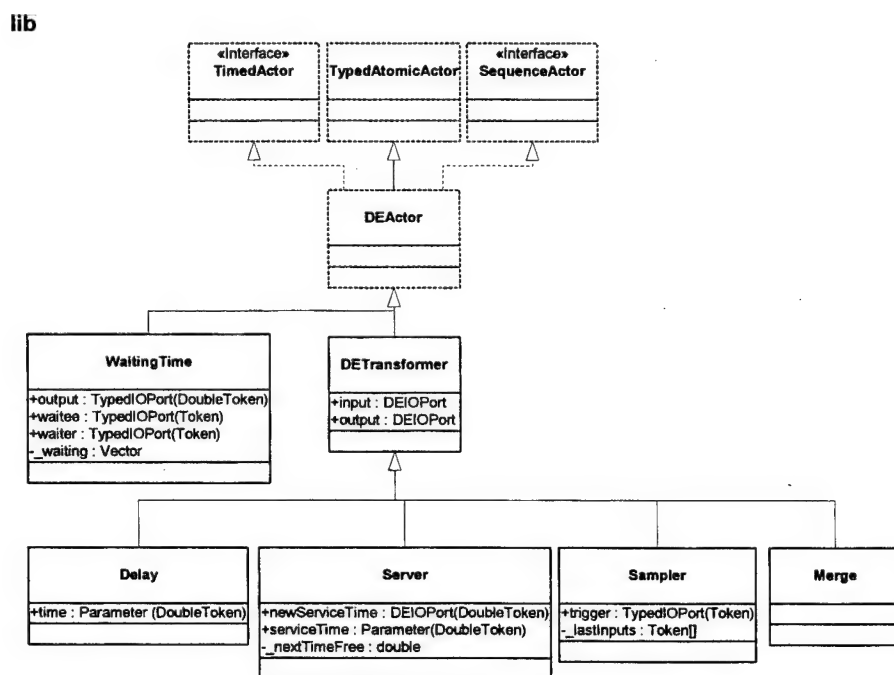 lib
«Interface»
TimedActor
TypedAtomicActor
«Interface»
SequenceActor
DEActor
WaitingTime
+output : TypedIOPort(DoubleToken)
+waitee : TypedIOPort(Token)
+waiter : TypedIOPort(Token)
-_waiting : Vector
DETransformer
+input : DEIOPort
+output : DEIOPort
Delay
+time : Parameter (DoubleToken)
Server
+newServiceTime : DEIOPort(DoubleToken)
+serviceTime : Parameter(DoubleToken)
-_nextTimeFree : double
Sampler
+trigger : TypedIOPort(Token)
-_lastInputs : Token[]
Merge